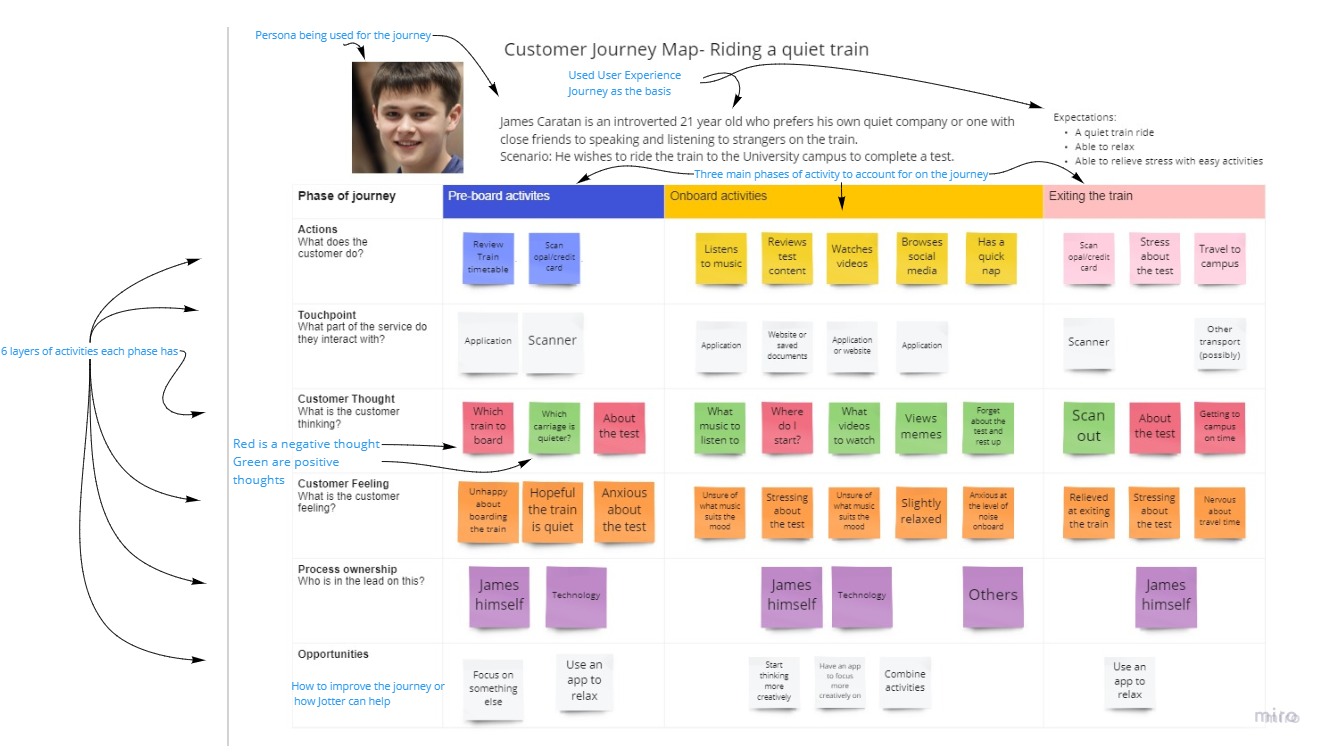 Persona being used for the journey
Customer Journey Map- Riding a quiet train
Used User Experience
Journey as the basis
James Caratan is an introverted 21 year old who prefers his own quiet company or one with
close friends to speaking and listening to strangers on the train.
Scenario: He wishes to ride the train to the University campus to complete a test.
Expectations:
• A quiet train ride
• Able to relax
• Able to relieve stress with easy activities
Three main phases of activity to account for on the journey
Phase of journey
Pre-board activites
Onboard activities
Exiting the train
6 layers of activities each phase has
Actions
What does the
customer do?
Review
Train
timetable
Scan
opal/credit
card
Listens
to music
Reviews
test
content
Watches
videos
Browses
social
media
Has a
quick
nap
Scan
opal/credit
card
Stress
about
the test
Travel to
campus
Touchpoint
What part of the service do
they interact with?
Application
Scanner
Application
Website or
saved
documents
Application
or website
Application
Scanner
Other
transport
(possibly)
Customer Thought
What is the customer
thinking?
Red is a negative thought
Green are positive
thoughts
Which
train to
board
Which
carriage is
quieter?
About
the test
What
music to
listen to
Where
do I
start?
What
videos
to watch
Views
memes
Forget
about the
test and
rest up
Scan
out
About
the test
Getting to
campus
on time
Customer Feeling
What is the customer
feeling?
Unhappy
about
boarding
the train
Hopeful
the train
is quiet
Anxious
about
the test
Unsure of
what music
suits the
mood
Stressing
about
the test
Unsure of
what music
suits the
mood
Slightly
relaxed
Anxious at
the level of
noise
onboard
Relieved
at exiting
the train
Stressing
about
the test
Nervous
about
travel time
Process ownership
Who is in the lead on this?
James
himself
Technology
James
himself
Technology
Others
James
himself
Opportunities
How to improve the journey or
how Jotter can help
Focus on
something
else
Use an
app to
relax
Start
thinking
more
creatively
Have an app
to focus
more
creatively on
Combine
activities
Use an
app to
relax
miro